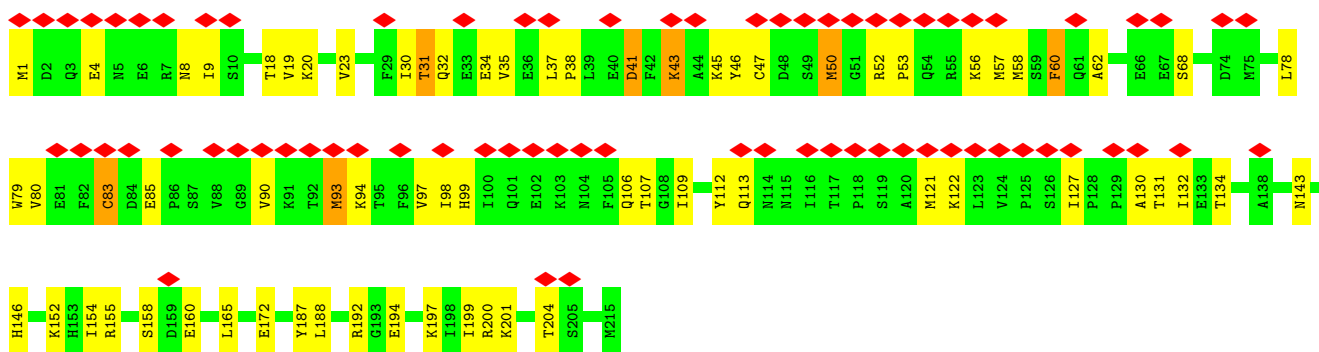 M1 D2 Q3 E4 N5 E6 R7 N8 I9 S10 T18 V19 K20 V23 F29 I30 T31 Q32 E33 E34 V35 E36 L37 P38 L39 E40 D41 F42 K43 A44 K45 Y46 C47 D48 S49 M50 G51 R52 P53 Q54 R55 K56 M57 M58 S59 F60 Q61 A62 E66 E67 S68 D74 M75 L78
W79 V80 E81 F82 C83 D84 E85 P86 S87 V88 G89 V90 K91 T92 M93 K94 T95 F96 V97 I98 H99 I100 Q101 E102 K103 N104 F105 Q106 T107 G108 I109 Y112 Q113 N114 N115 I116 T117 P118 S119 A120 M121 K122 L123 V124 P125 S126 I127 P128 P129 A130 T131 I132 E133 T134 A138 N143
H146 K152 H153 I154 R155 S158 D159 E160 L165 E172 Y187 L188 R192 G193 E194 K197 I198 I199 R200 K201 T204 S205 M215